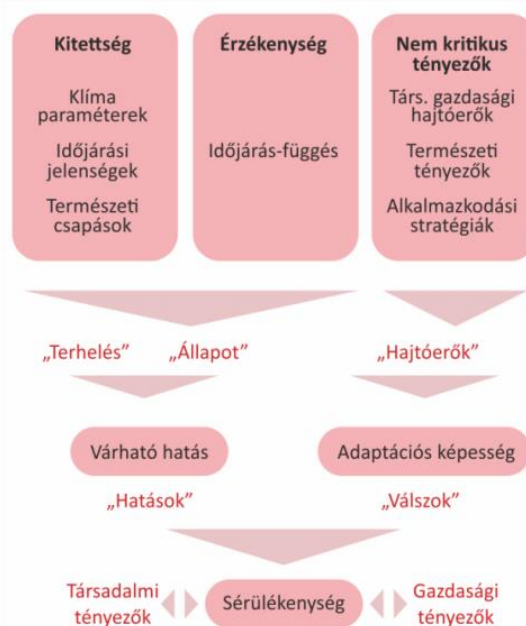 Kitettség
Klíma
paraméterek
Időjárási
jelenségek
Természeti
csapások
Érzékenység
Időjárás-függés
Nem kritikus
tényezők
Társ. gazdasági
hajtóerők
Természeti
tényezők
Alkalmazkodási
stratégiák
„Terhelés” „Állapot” „Hajtóerők”
Várható hatás
Adaptációs képesség
„Hatások” „Válszok”
Társadalmi
tényezők
Sérülékenység
Gazdasági
tényezők